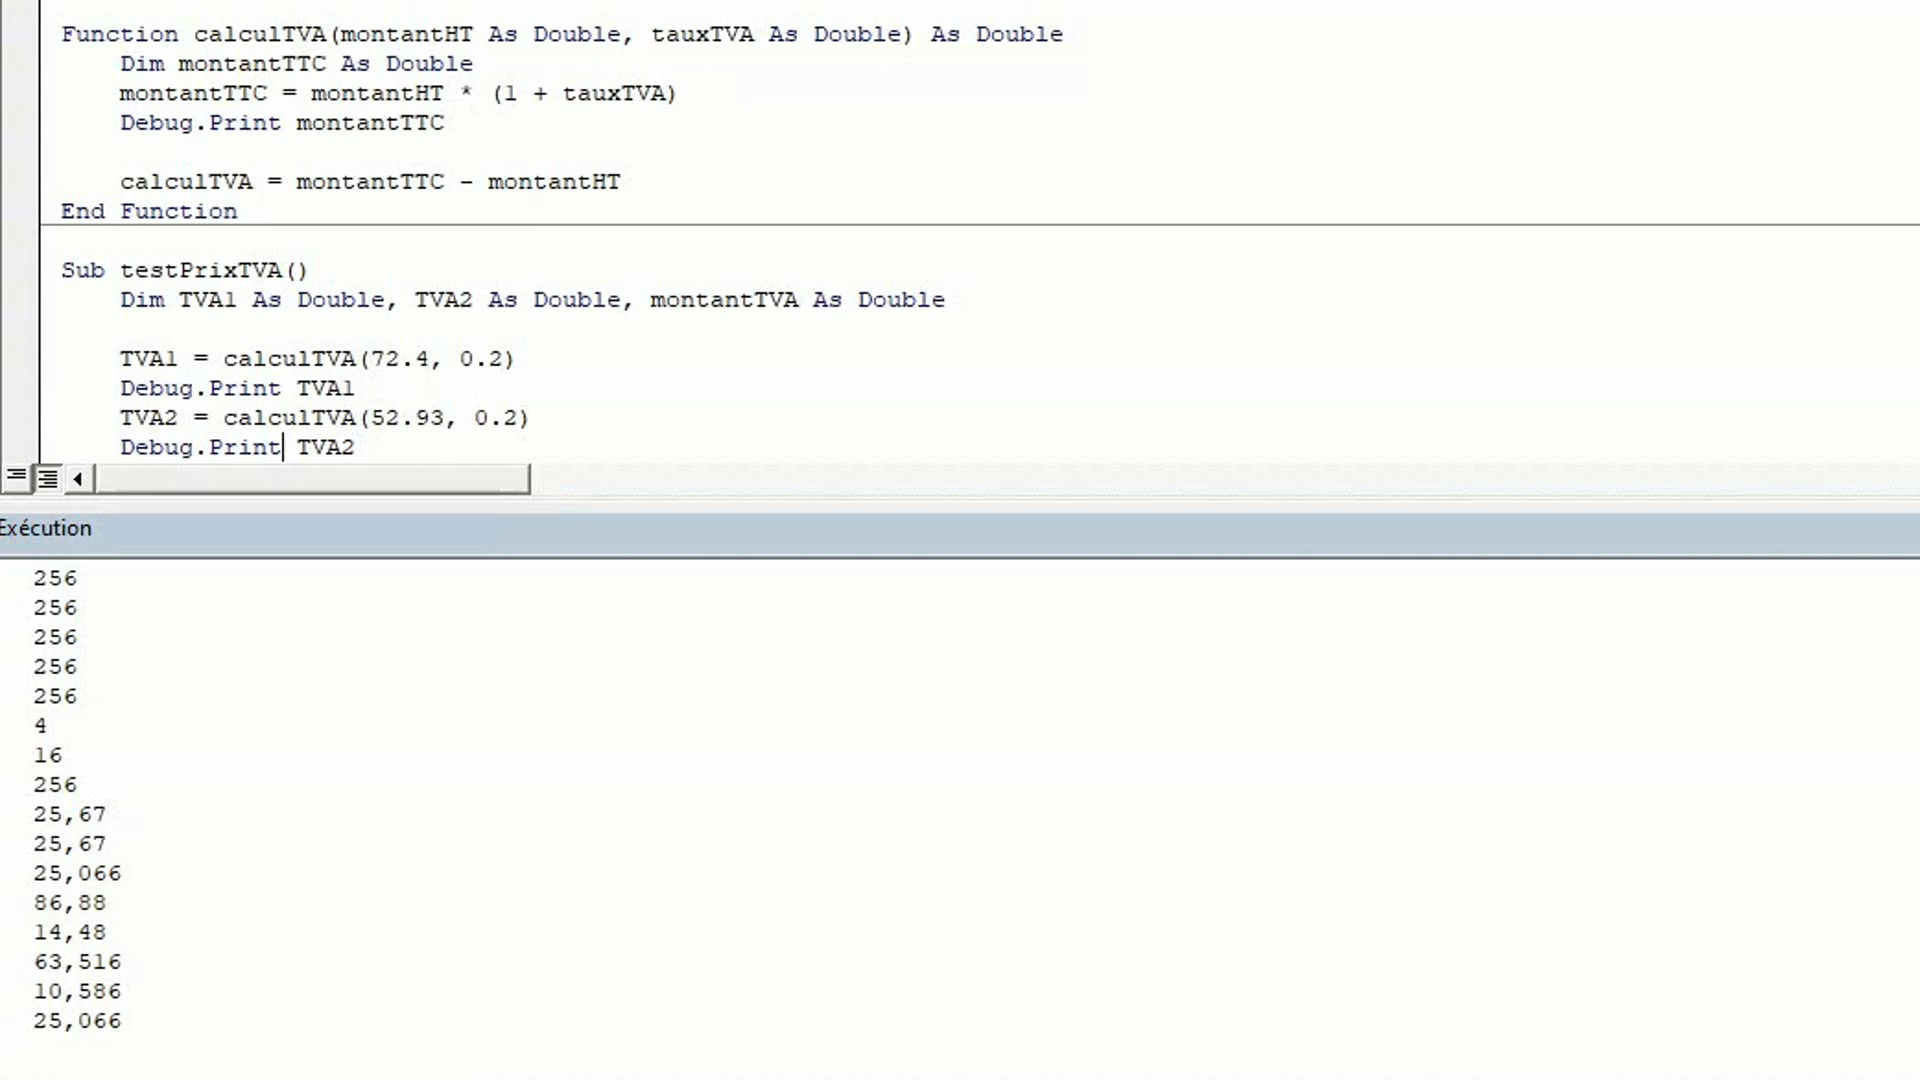 Function calculTVA(montantHT As Double, tauxTVA As Double) As Double
Dim montantTTC As Double
montantTTC = montantHT * (1 + tauxTVA)
Debug.Print montantTTC
calculTVA = montantTTC - montantHT
End Function
Sub testPrixTVA()
Dim TVA1 As Double, TVA2 As Double, montantTVA As Double
TVA1 = calculTVA(72.4, 0.2)
Debug.Print TVA1
TVA2 = calculTVA(52.93, 0.2)
Debug.Print TVA2
Exécution
256
256
256
256
256
4
16
256
25,67
25,67
25,066
86,88
14,48
63,516
10,586
25,066